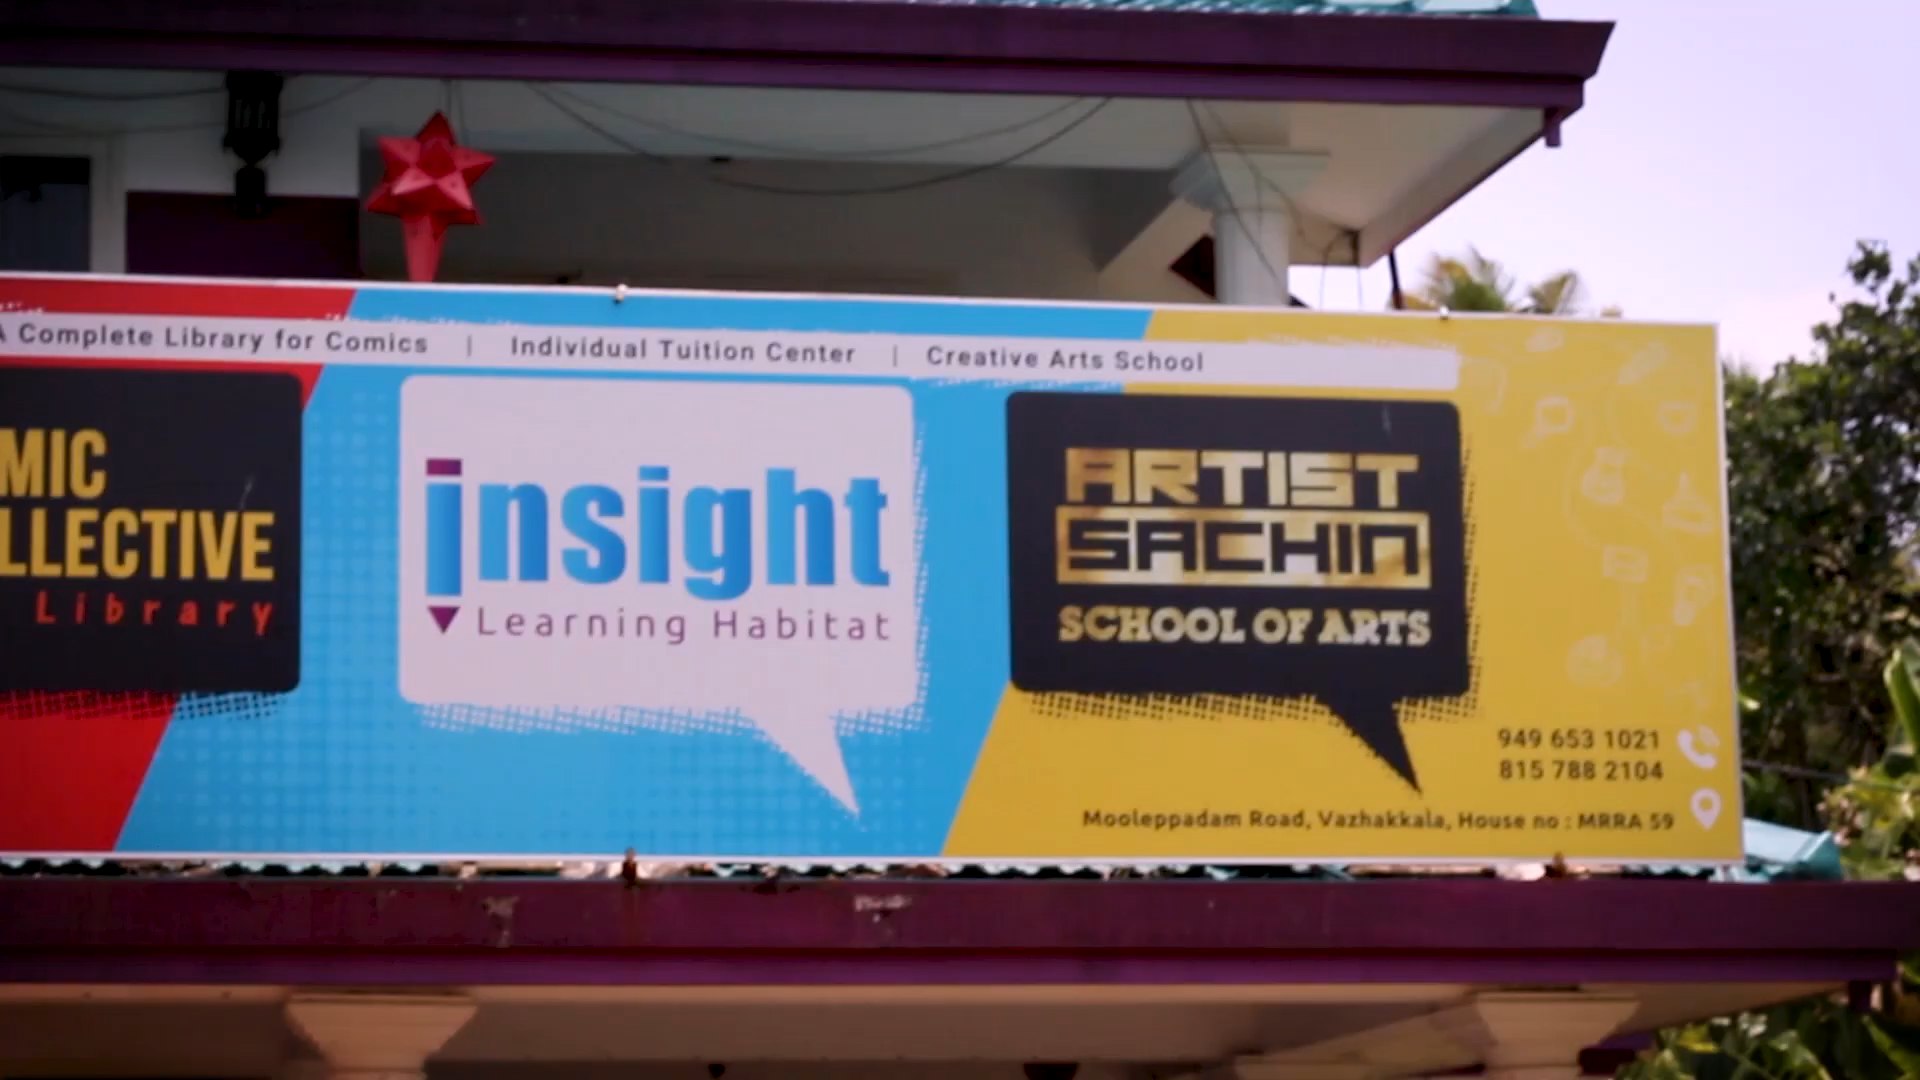 A Complete Library for Comics | Individual Tuition Center | Creative Arts School
MIC
LLECTIVE
Library
insight
Learning Habitat
ARTIST
SACHIN
SCHOOL OF ARTS
949 653 1021
815 788 2104
Mooleppadam Road, Vazhakkala, House no : MRRA 59